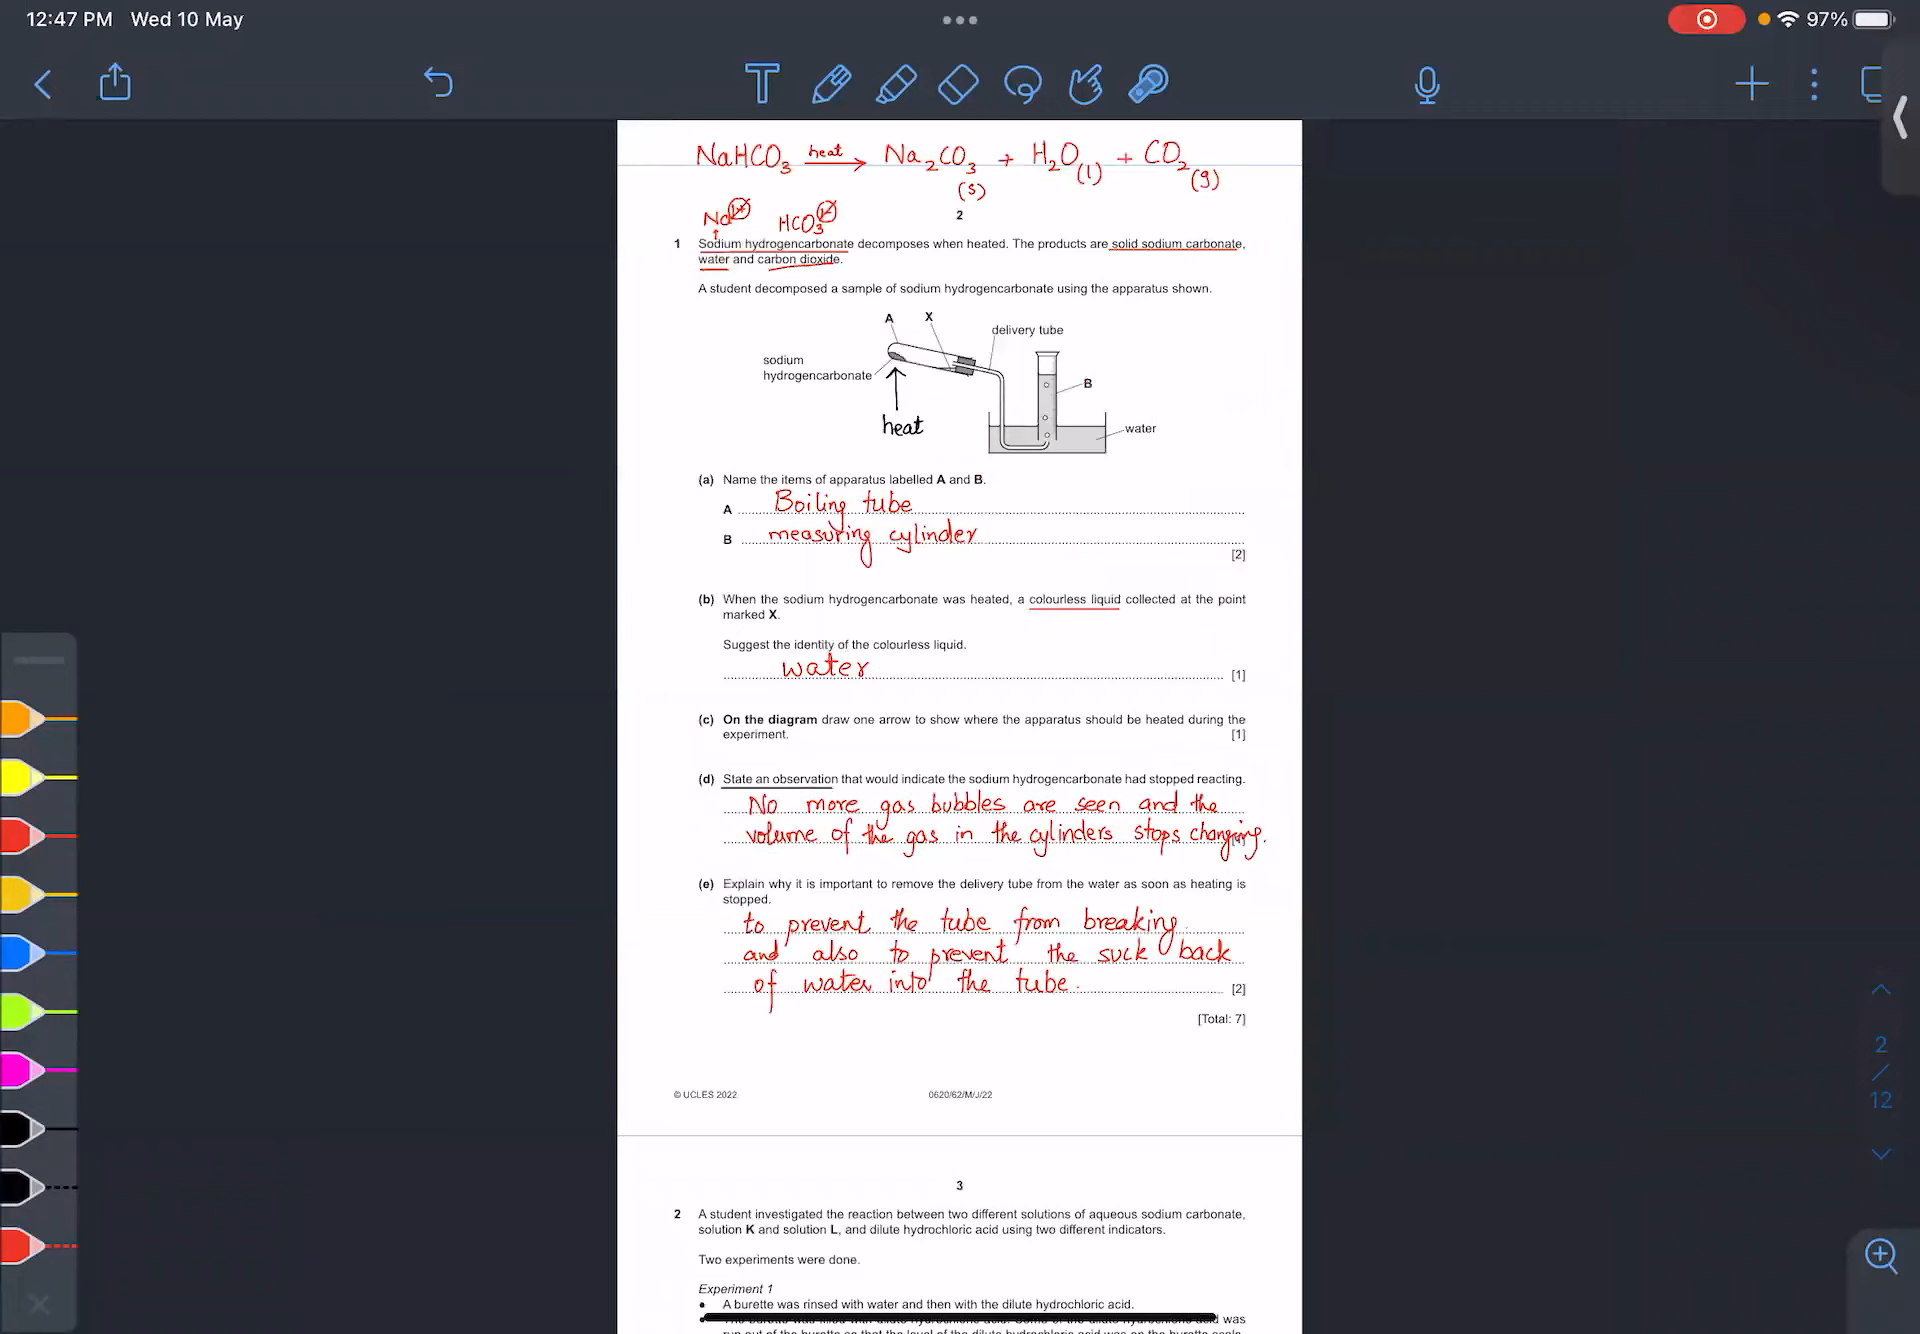 12:47 PM Wed 10 May
97%
NaHCO3 heat → Na2CO3 (s) + H2O (l) + CO2 (g)
Na1+ HCO3 1-
2
1 Sodium hydrogencarbonate decomposes when heated. The products are solid sodium carbonate,
water and carbon dioxide.
A student decomposed a sample of sodium hydrogencarbonate using the apparatus shown.
A X
delivery tube
sodium
hydrogencarbonate
B
heat
water
(a) Name the items of apparatus labelled A and B.
A Boiling tube
B measuring cylinder
[2]
(b) When the sodium hydrogencarbonate was heated, a colourless liquid collected at the point
marked X.
Suggest the identity of the colourless liquid.
water [1]
(c) On the diagram draw one arrow to show where the apparatus should be heated during the
experiment. [1]
(d) State an observation that would indicate the sodium hydrogencarbonate had stopped reacting.
No more gas bubbles are seen and the
volume of the gas in the cylinders stops changing.
(e) Explain why it is important to remove the delivery tube from the water as soon as heating is
stopped.
to prevent the tube from breaking
and also to prevent the suck back
of water into the tube. [2]
[Total: 7]
© UCLES 2022 0620/62/M/J/22
2
/
12
3
2 A student investigated the reaction between two different solutions of aqueous sodium carbonate,
solution K and solution L, and dilute hydrochloric acid using two different indicators.
Two experiments were done.
Experiment 1
• A burette was rinsed with water and then with the dilute hydrochloric acid.
was